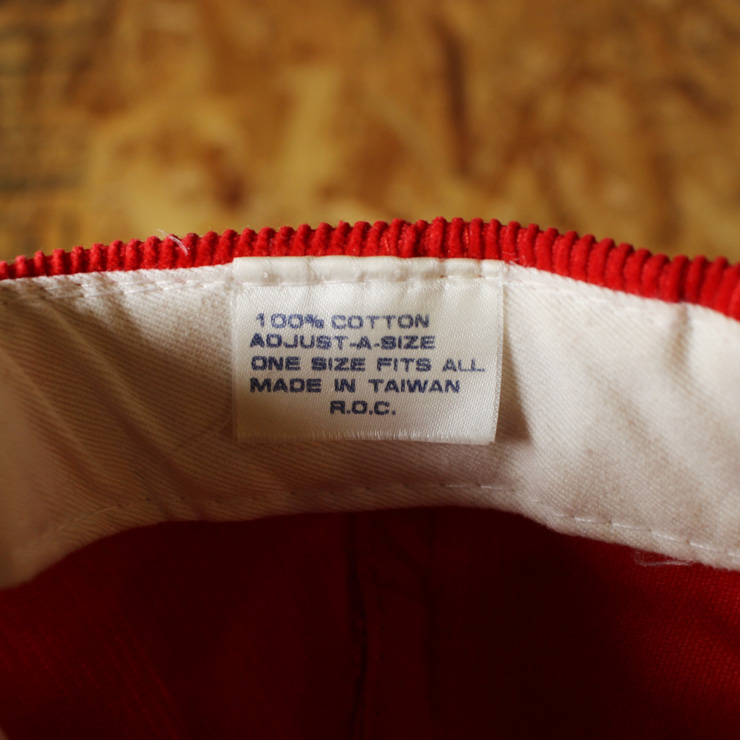 100% COTTON
ADJUST-A-SIZE
ONE SIZE FITS ALL
MADE IN TAIWAN
R.O.C.